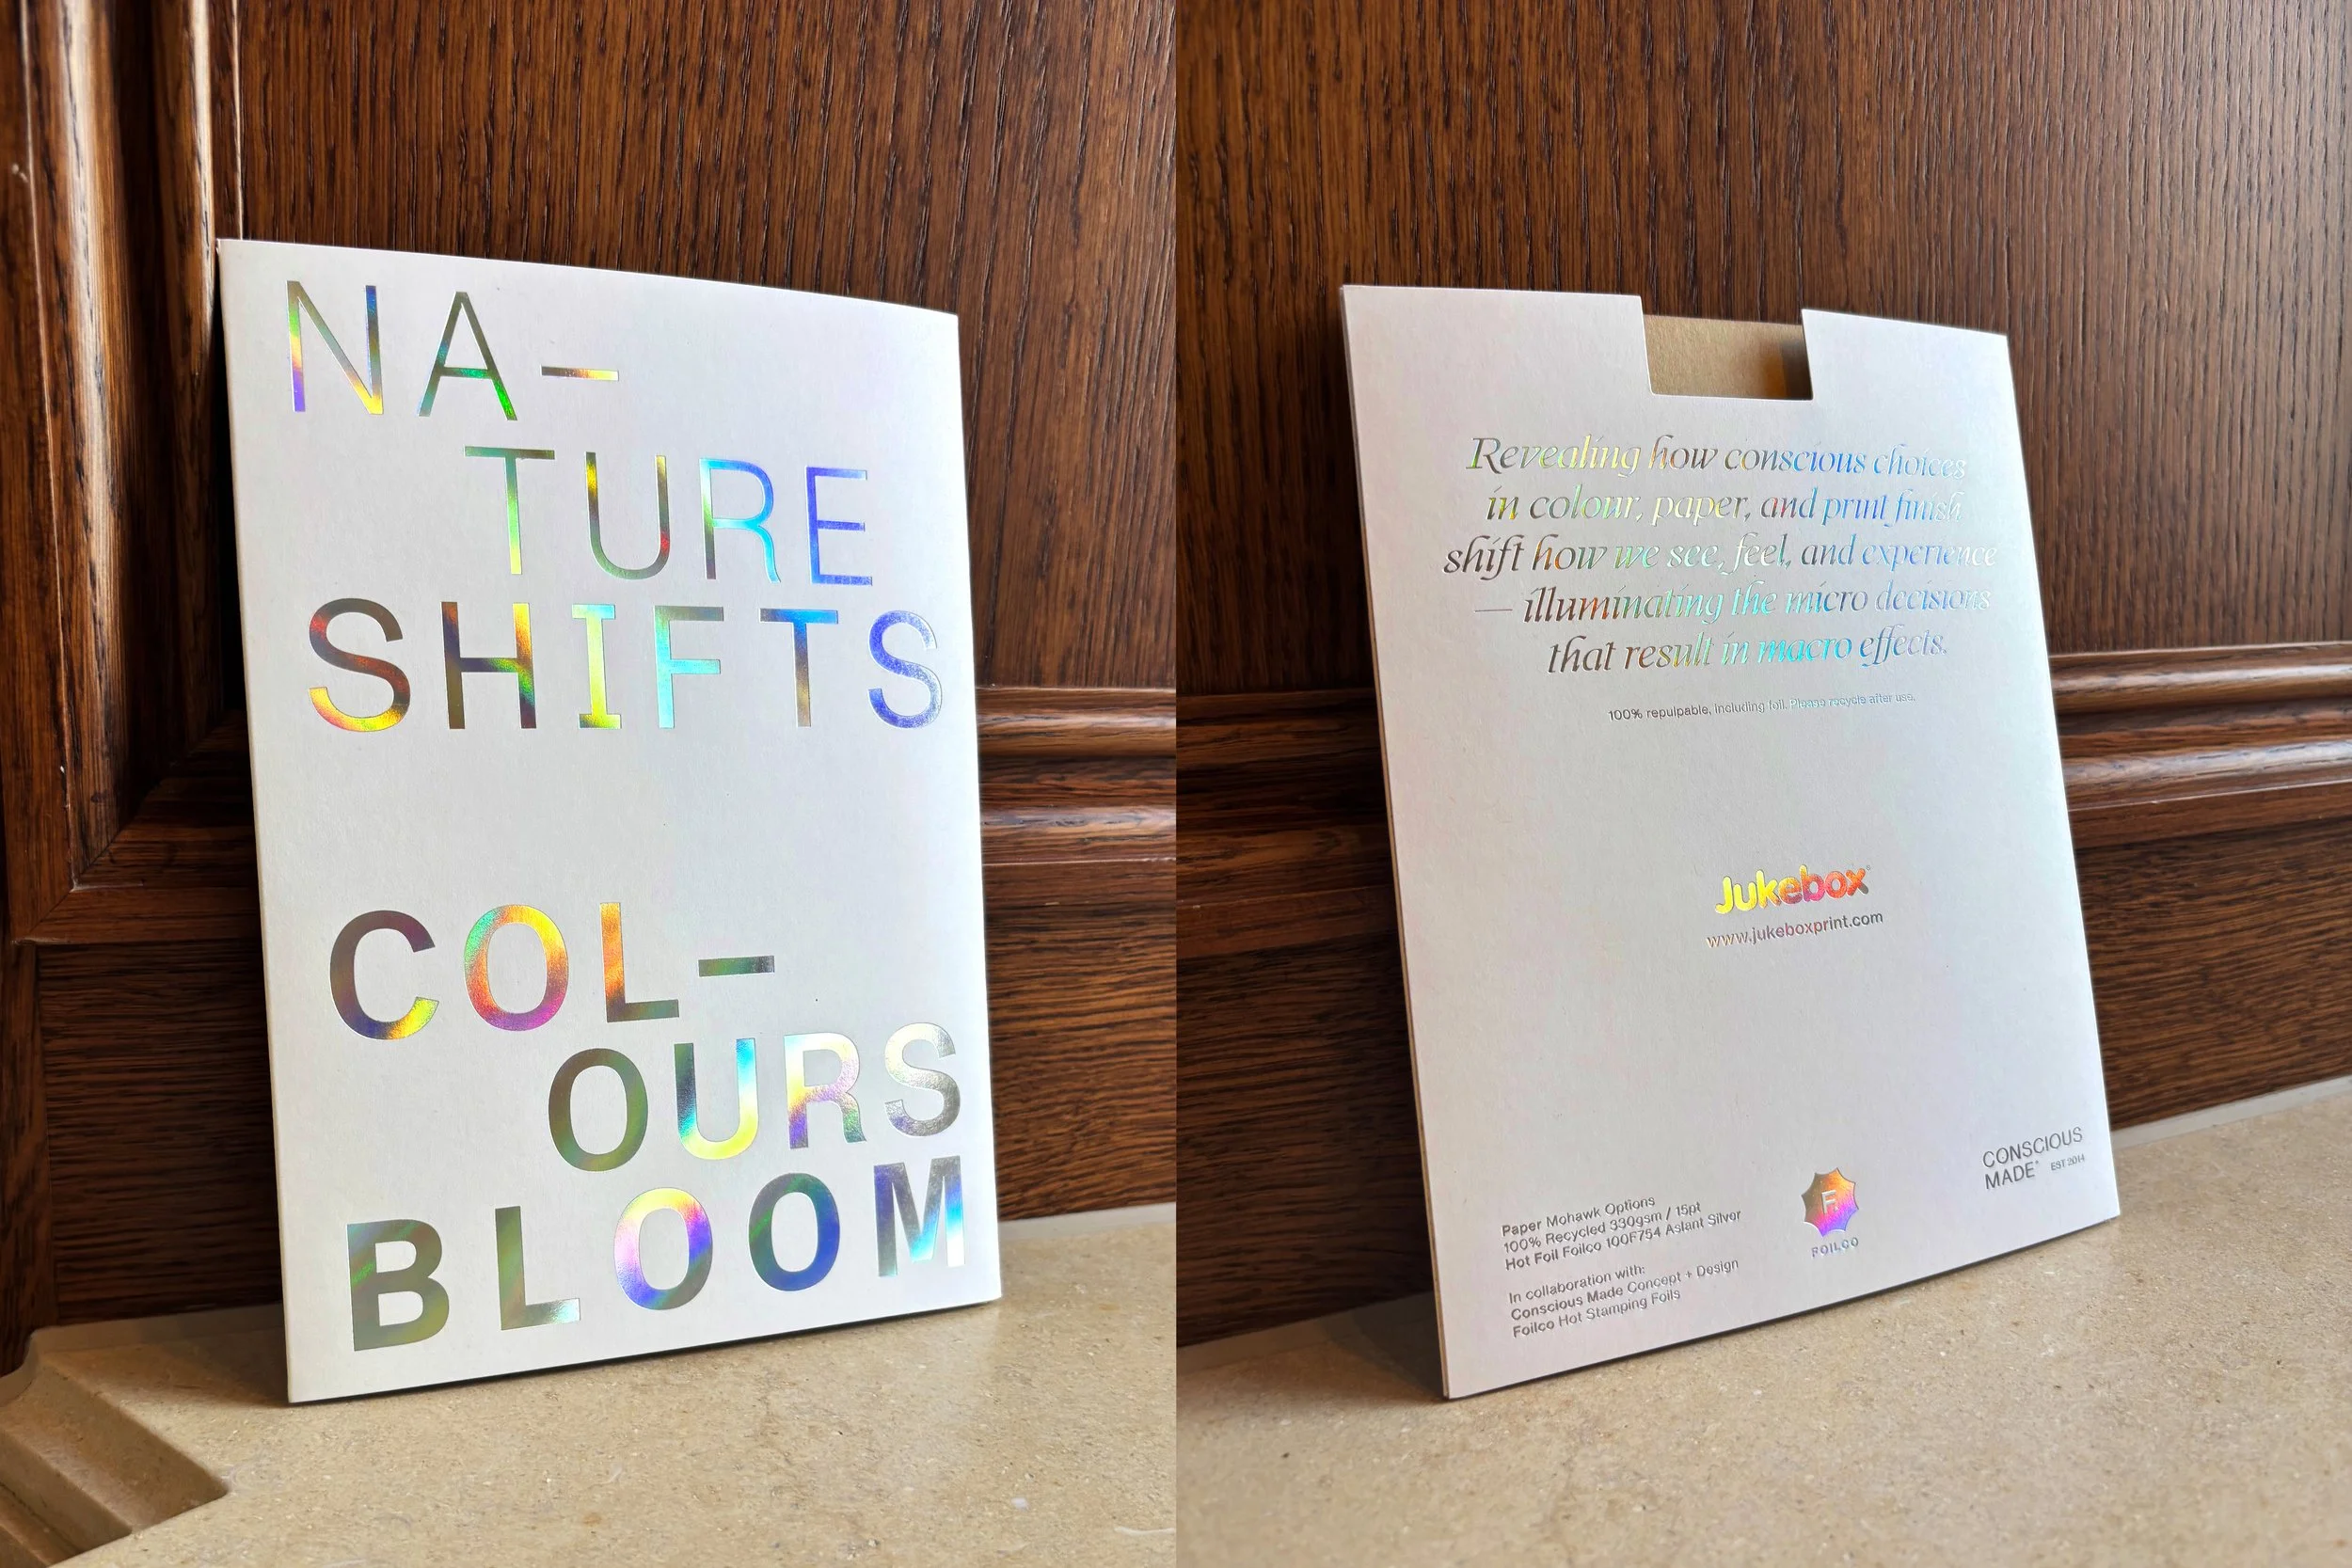 NA–
TURE
SHIFTS
COL–
OURS
BLOOM
Revealing how conscious choices
in colour, paper, and print finish
shift how we see, feel, and experience
— illuminating the micro decisions
that result in macro effects.
100% repulpable, including foil. Please recycle after use.
Jukebox®
www.jukeboxprint.com
Paper Mohawk Options
100% Recycled 330gsm / 15pt
Hot Foil Foilco 100F754 Aslant Silver
In collaboration with:
Conscious Made Concept + Design
Foilco Hot Stamping Foils
F
FOILCO
CONSCIOUS
MADE° EST 2014